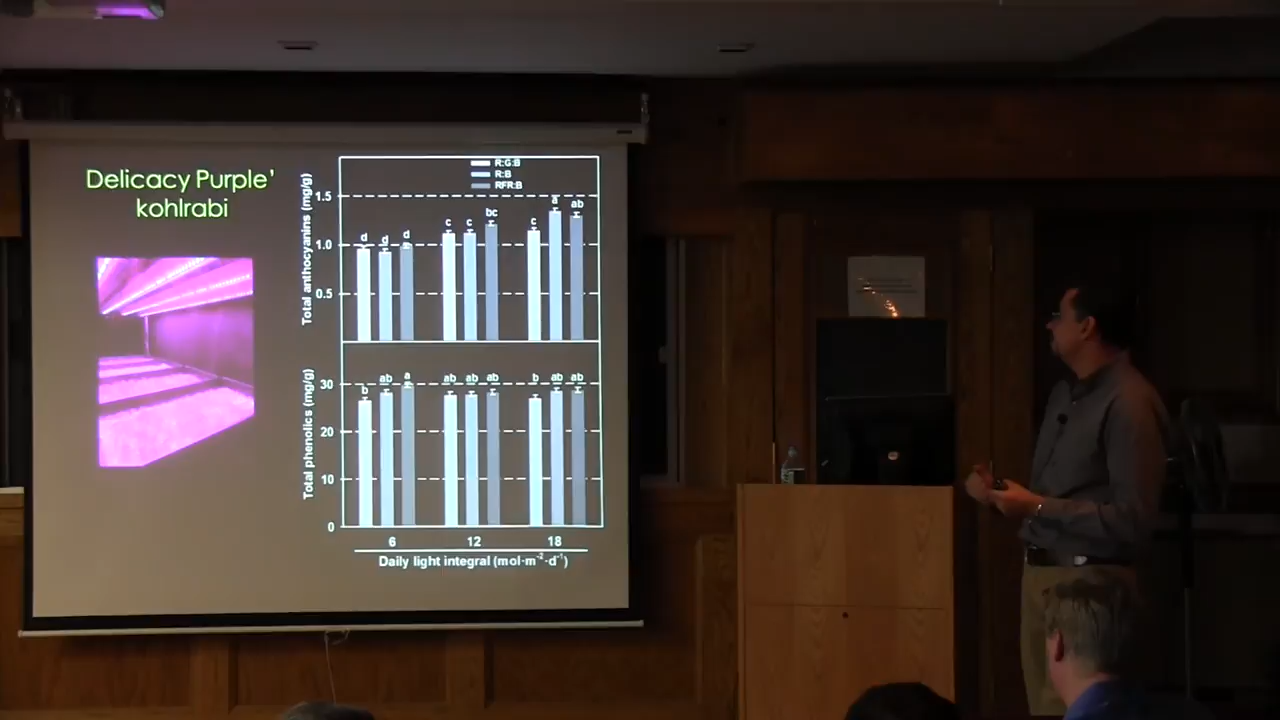 Delicacy Purple'
kohlrabi
R:G:B
R:B
RFR:B
Total anthocyanins (mg/g)
1.5
1.0
0.5
d d d c c bc c a ab
Total phenolics (mg/g)
30
20
10
0
b ab a ab ab ab b ab ab
6 12 18
Daily light integral (mol·m⁻²·d⁻¹)